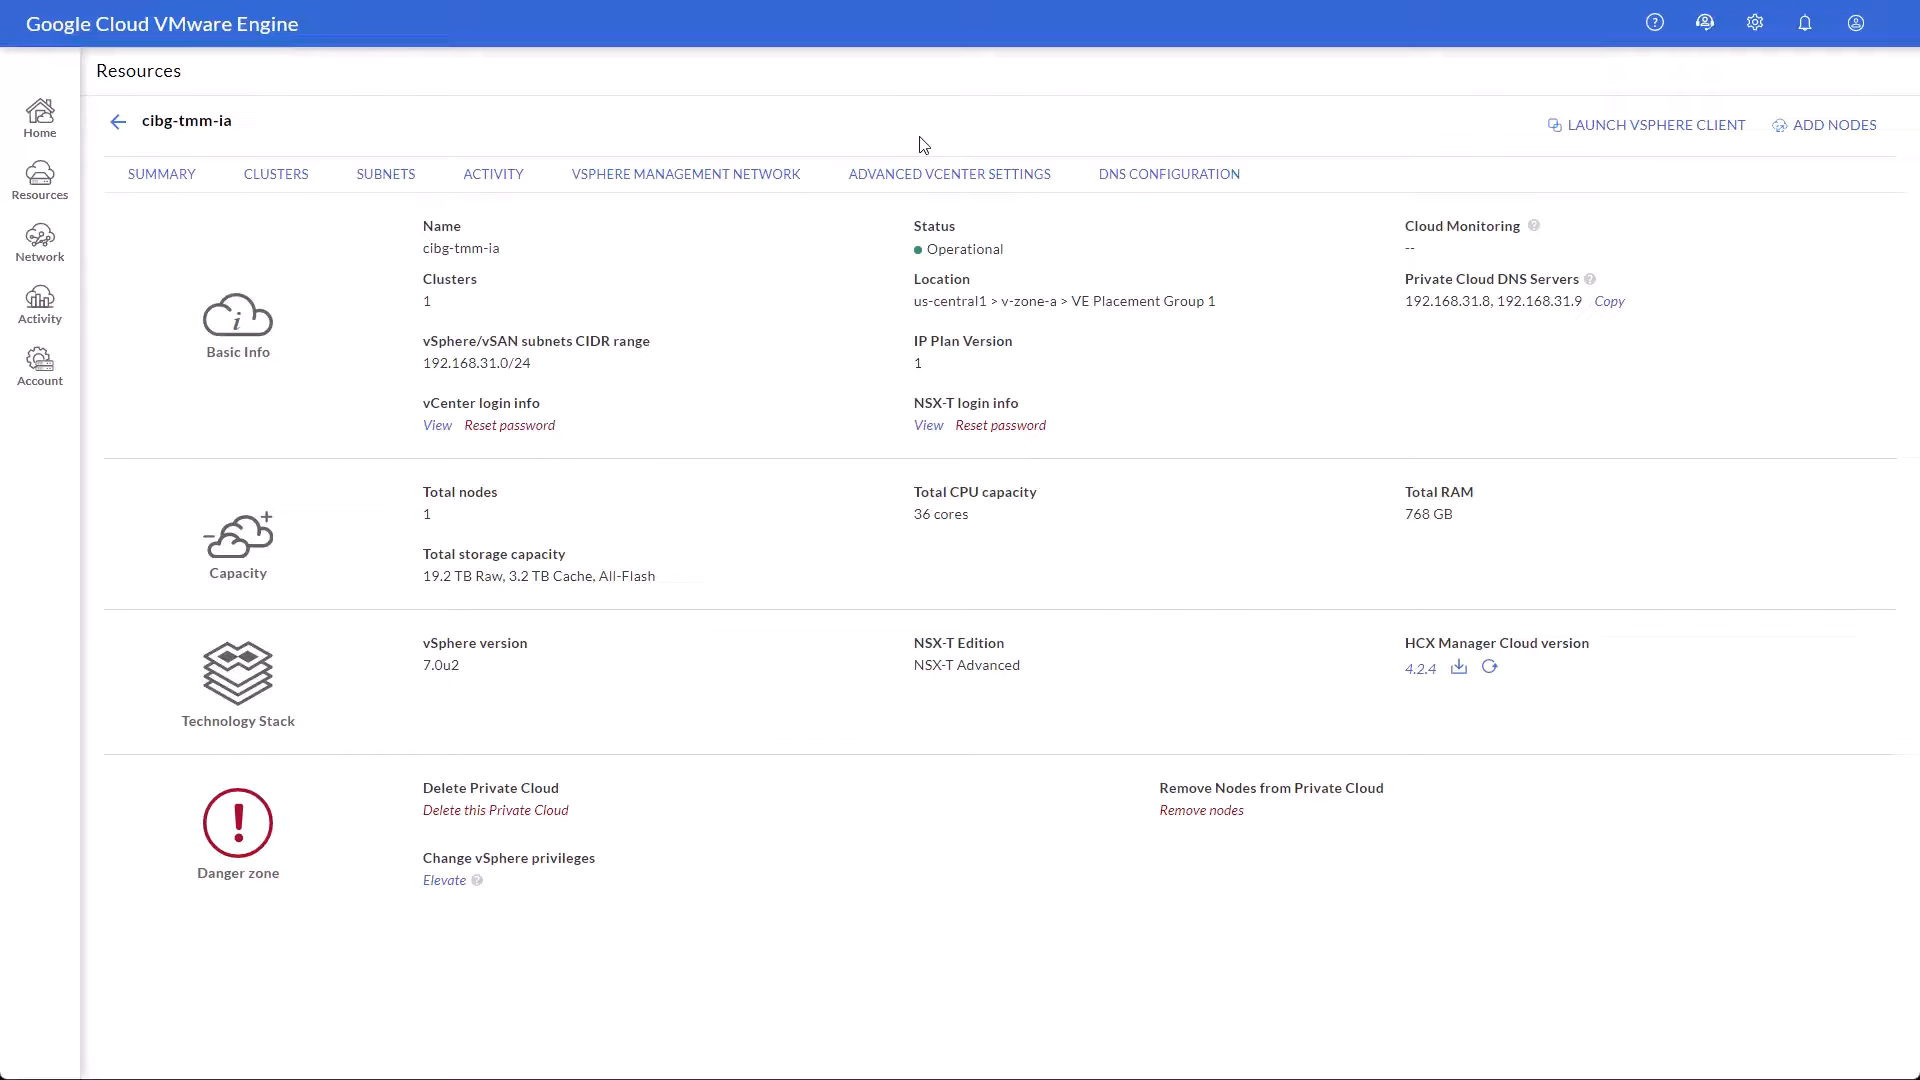 Google Cloud VMware Engine
Resources
Home
Resources
Network
Activity
Account
cibg-tmm-ia
LAUNCH VSPHERE CLIENT
ADD NODES
SUMMARY CLUSTERS SUBNETS ACTIVITY VSPHERE MANAGEMENT NETWORK ADVANCED VCENTER SETTINGS DNS CONFIGURATION
Basic Info
Name
cibg-tmm-ia
Status
Operational
Cloud Monitoring
--
Clusters
1
Location
us-central1 > v-zone-a > VE Placement Group 1
Private Cloud DNS Servers
192.168.31.8, 192.168.31.9 Copy
vSphere/vSAN subnets CIDR range
192.168.31.0/24
IP Plan Version
1
vCenter login info
View Reset password
NSX-T login info
View Reset password
Capacity
Total nodes
1
Total CPU capacity
36 cores
Total RAM
768 GB
Total storage capacity
19.2 TB Raw, 3.2 TB Cache, All-Flash
Technology Stack
vSphere version
7.0u2
NSX-T Edition
NSX-T Advanced
HCX Manager Cloud version
4.2.4
Danger zone
Delete Private Cloud
Delete this Private Cloud
Remove Nodes from Private Cloud
Remove nodes
Change vSphere privileges
Elevate